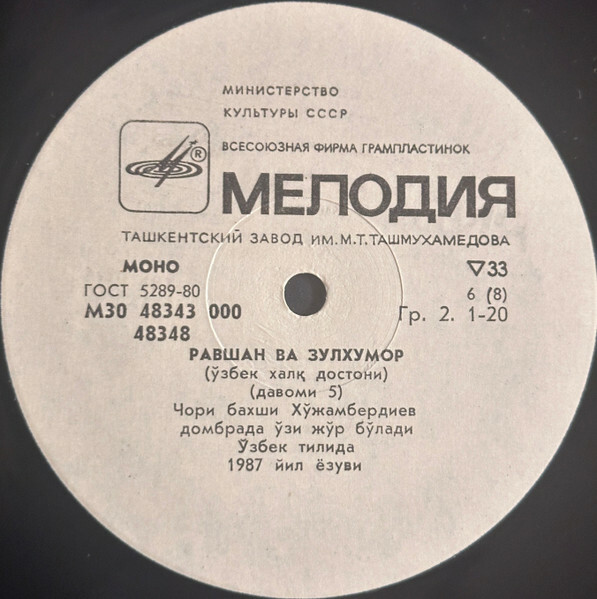 МИНИСТЕРСТВО
КУЛЬТУРЫ СССР
ВСЕСОЮЗНАЯ ФИРМА ГРАМПЛАСТИНОК
®
МЕЛОДИЯ
ТАШКЕНТСКИЙ ЗАВОД ИМ.М.Т.ТАШМУХАМЕДОВА
МОНО ▽33
ГОСТ 5289-80 6 (8)
М30 48343 000 Гр. 2. 1-20
48348
РАВШАН ВА ЗУЛХУМОР
(ўзбек халқ достони)
(давоми 5)
Чори бахши Хўжамбердиев
домбрада ўзи жўр бўлади
Ўзбек тилида
1987 йил ёзуви